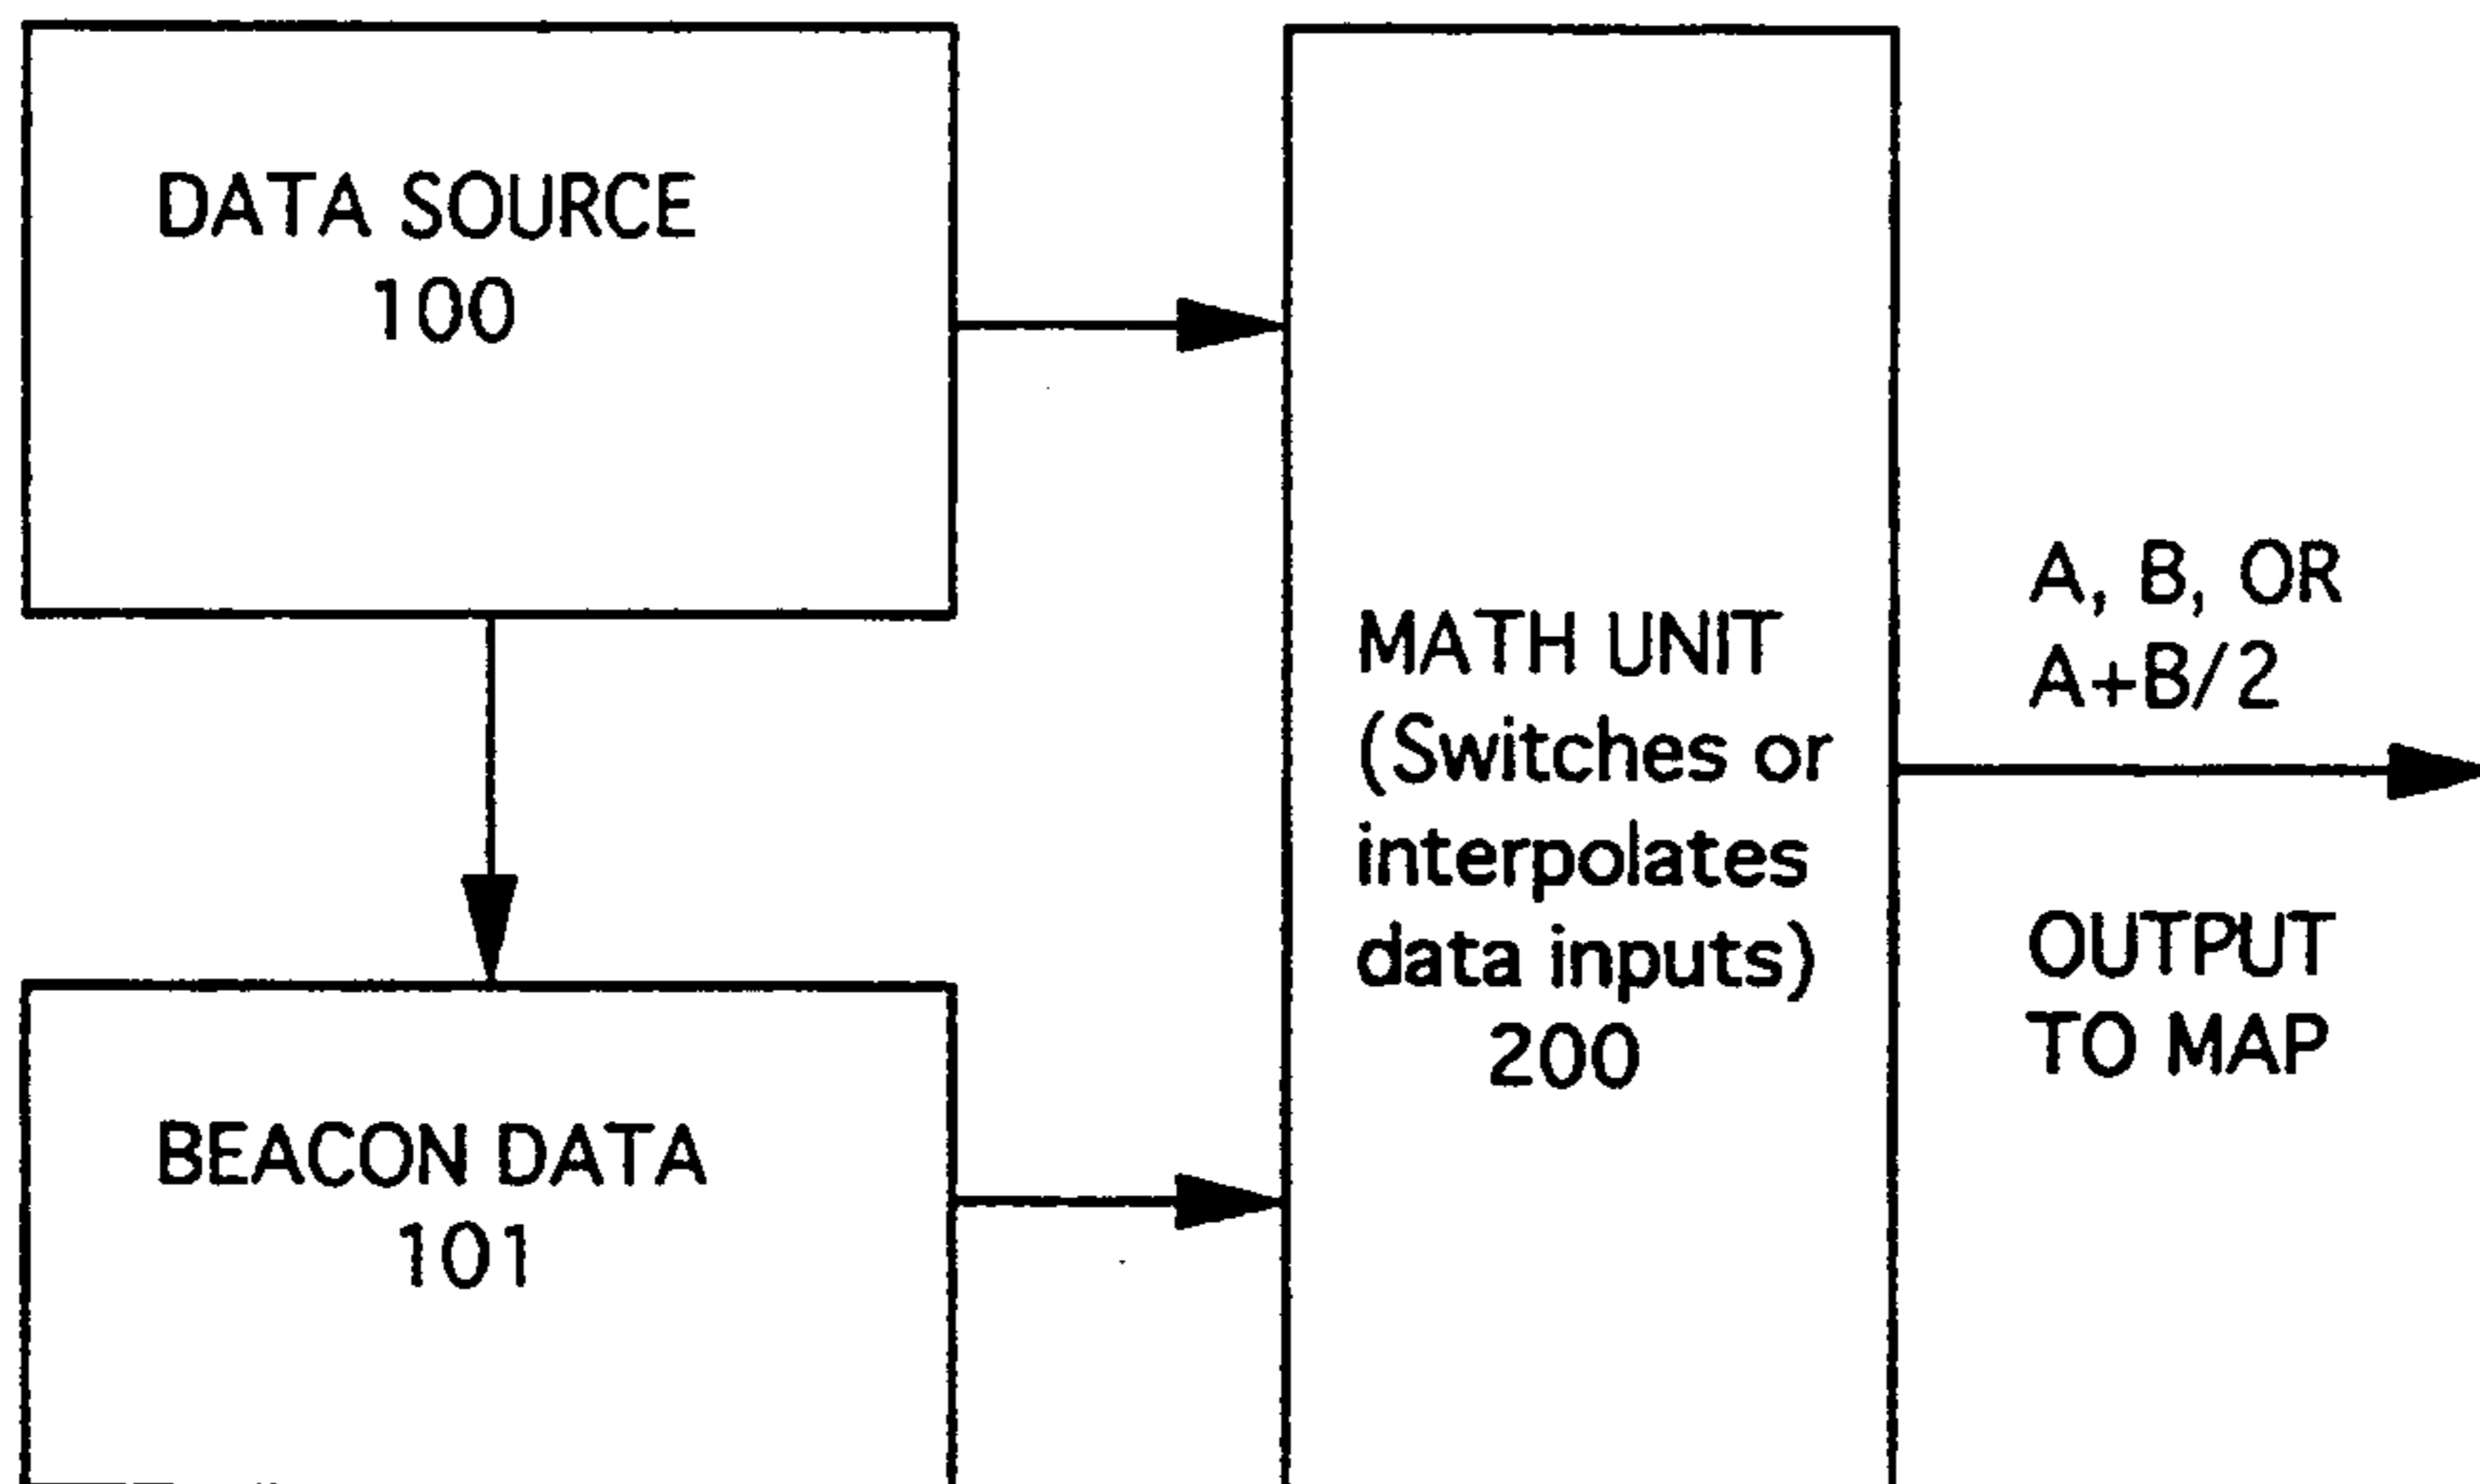 DATA SOURCE
100
MATH UNIT
(Switches or
interpolates
data inputs)
200
A, B, OR
A+B/2
OUTPUT
TO MAP
BEACON DATA
101